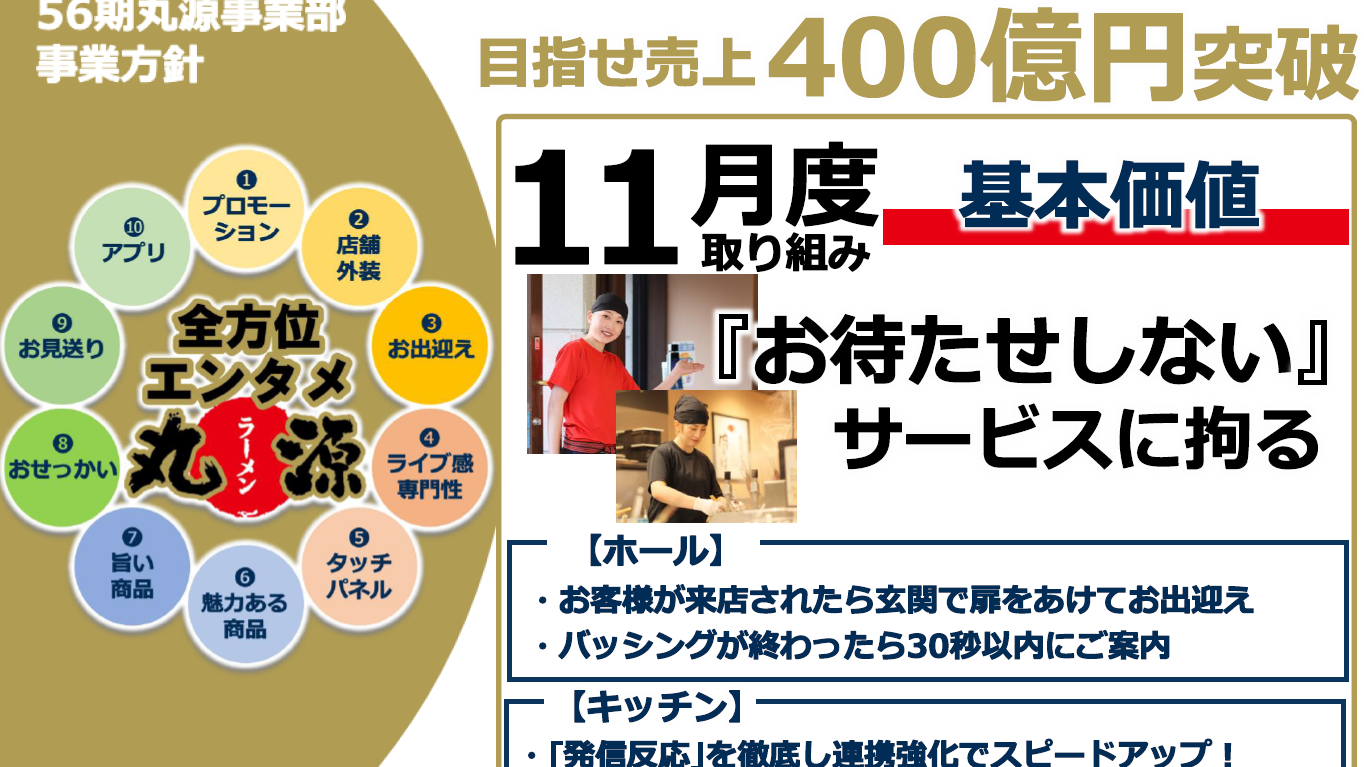 56期丸源事業部
事業方針
目指せ売上400億円突破
11月度
取り組み
基本価値
『お待たせしない』
サービスに拘る
❶
プロモー
ション
❷
店舗
外装
❸
お出迎え
❹
ライブ感
専門性
❺
タッチ
パネル
❻
魅力ある
商品
❼
旨い
商品
❽
おせっかい
❾
お見送り
❿
アプリ
全方位
エンタメ
丸源
ラーメン
【ホール】
・お客様が来店されたら玄関で扉をあけてお出迎え
・バッシングが終わったら30秒以内にご案内
【キッチン】
・｢発信反応｣を徹底し連携強化でスピードアップ！